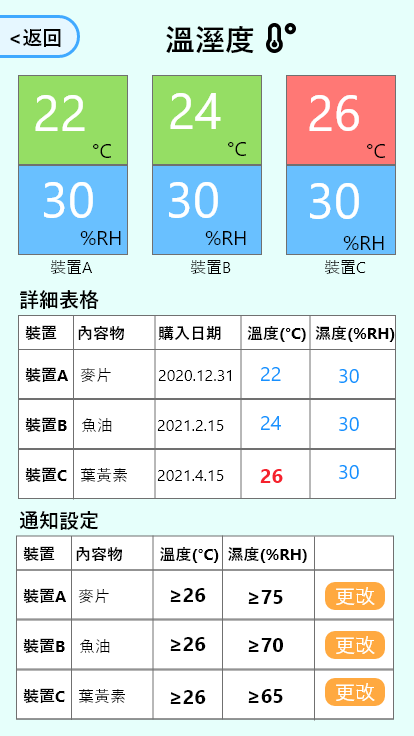 <返回
溫溼度
22 °C
24 °C
26 °C
30 %RH
30 %RH
30 %RH
裝置A
裝置B
裝置C
詳細表格
裝置 內容物 購入日期 溫度(°C) 濕度(%RH)
裝置A 麥片 2020.12.31 22 30
裝置B 魚油 2021.2.15 24 30
裝置C 葉黃素 2021.4.15 26 30
通知設定
裝置 內容物 溫度(°C) 濕度(%RH)
裝置A 麥片 ≥26 ≥75 更改
裝置B 魚油 ≥26 ≥70 更改
裝置C 葉黃素 ≥26 ≥65 更改